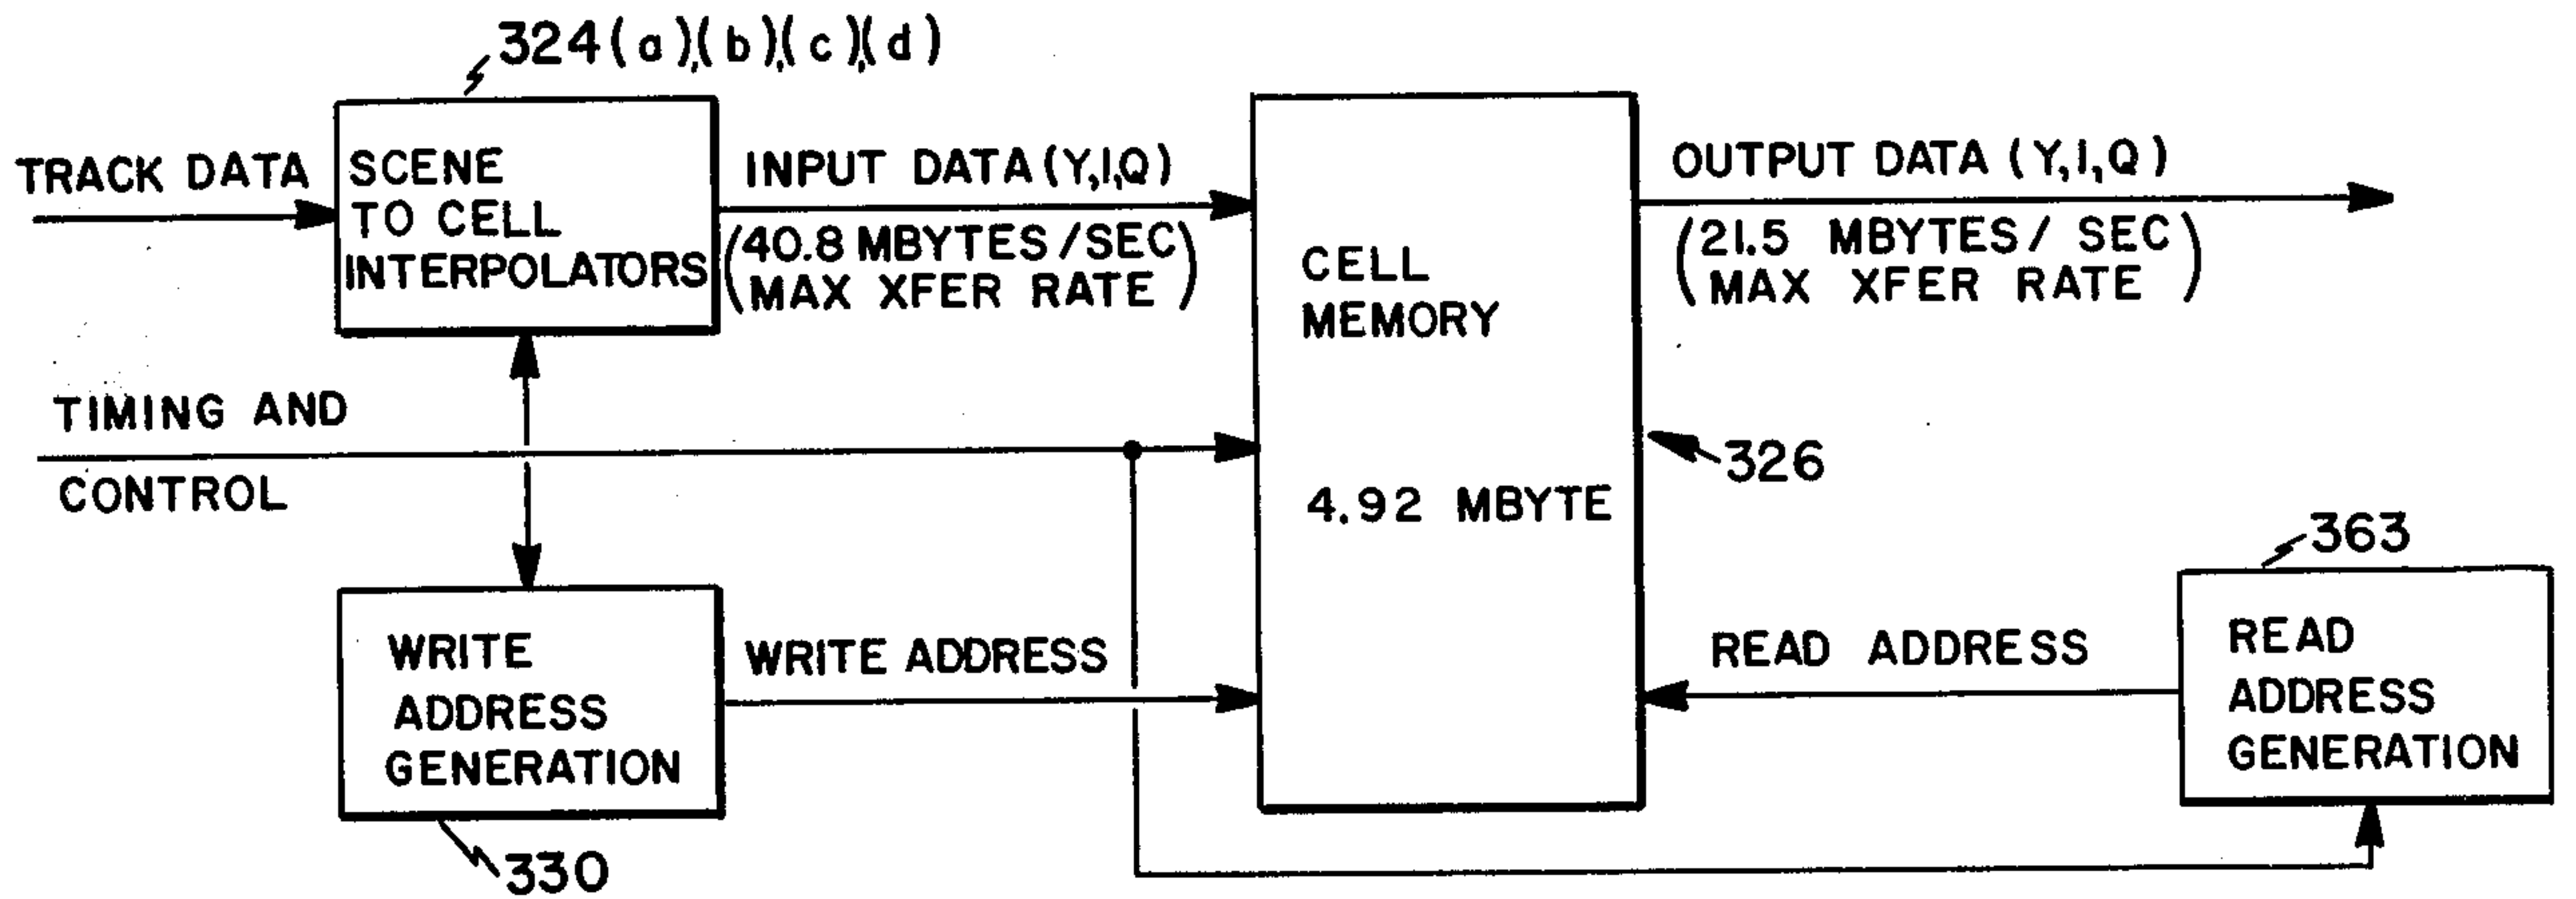 324(a),(b),(c),(d)
TRACK DATA
SCENE
TO CELL
INTERPOLATORS
INPUT DATA (Y,I,Q)
(40.8 MBYTES/SEC
MAX XFER RATE)
CELL
MEMORY
4.92 MBYTE
OUTPUT DATA (Y,I,Q)
(21.5 MBYTES/ SEC
MAX XFER RATE)
TIMING AND
CONTROL
326
363
WRITE
ADDRESS
GENERATION
WRITE ADDRESS
READ ADDRESS
READ
ADDRESS
GENERATION
330